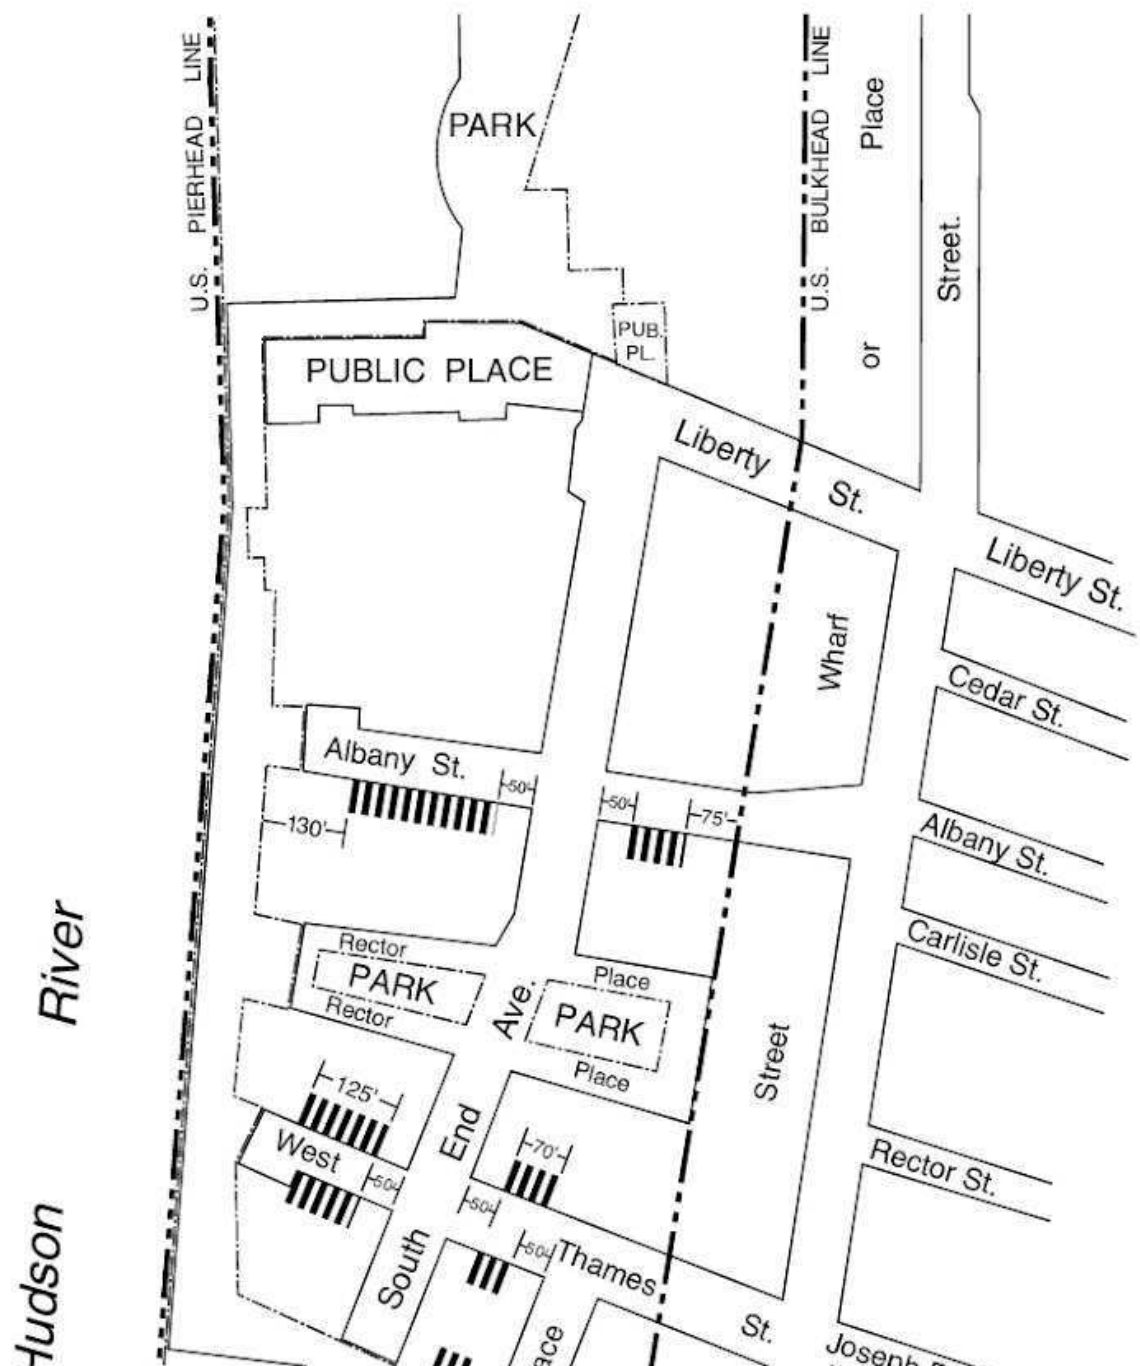 U.S. PIERHEAD LINE
PARK
U.S. BULKHEAD LINE
Place
or
Street.
PUB.
PL.
PUBLIC PLACE
Liberty
St.
Liberty St.
Wharf
Cedar St.
Albany St.
50'
50'
75'
130'
Albany St.
Carlisle St.
River
Rector
PARK
Rector
Ave.
Place
PARK
Place
Street
125'
End
West
50'
70'
50'
Rector St.
Hudson
South
50'
Thames
St.